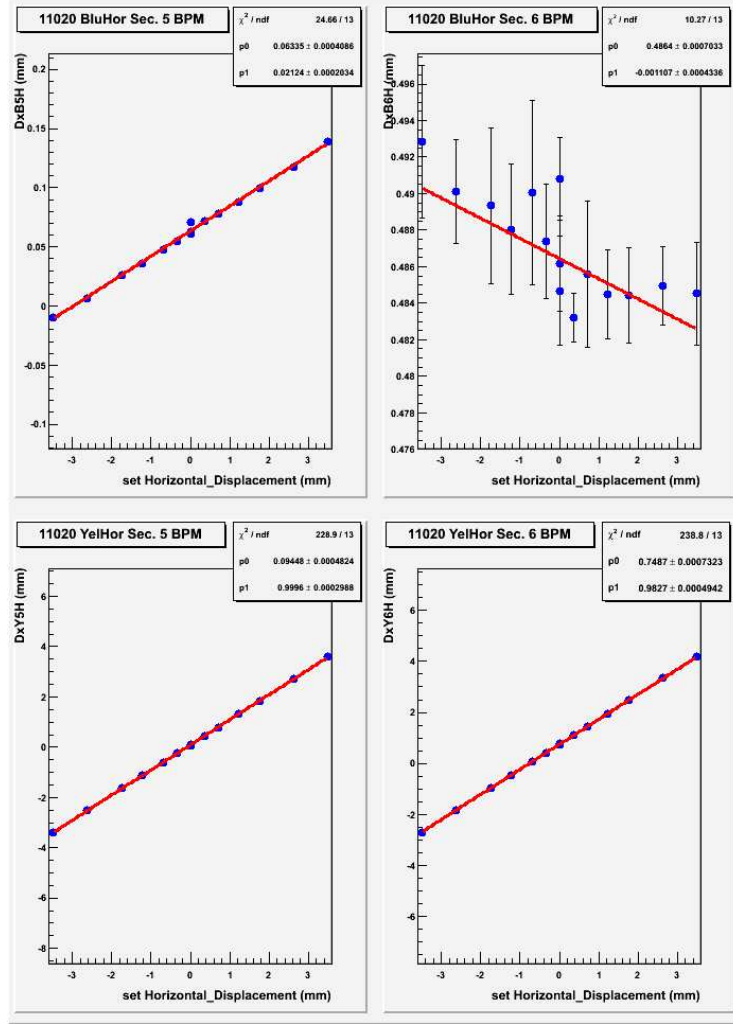 11020 BluHor Sec. 5 BPM
χ² / ndf 24.66 / 13
p0 0.06335 ± 0.0004086
p1 0.02124 ± 0.0002034
DxB5H (mm)
0.2
0.15
0.1
0.05
0
-0.05
-0.1
-3 -2 -1 0 1 2 3
set Horizontal_Displacement (mm)
11020 BluHor Sec. 6 BPM
χ² / ndf 10.27 / 13
p0 0.4864 ± 0.0007033
p1 -0.001107 ± 0.0004336
DxB6H (mm)
0.496
0.494
0.492
0.49
0.488
0.486
0.484
0.482
0.48
0.478
0.476
-3 -2 -1 0 1 2 3
set Horizontal_Displacement (mm)
11020 YelHor Sec. 5 BPM
χ² / ndf 228.9 / 13
p0 0.09448 ± 0.0004824
p1 0.9996 ± 0.0002988
DxY5H (mm)
6
4
2
0
-2
-4
-6
-8
-3 -2 -1 0 1 2 3
set Horizontal_Displacement (mm)
11020 YelHor Sec. 6 BPM
χ² / ndf 238.8 / 13
p0 0.7487 ± 0.0007323
p1 0.9827 ± 0.0004942
DxY6H (mm)
6
4
2
0
-2
-4
-6
-3 -2 -1 0 1 2 3
set Horizontal_Displacement (mm)